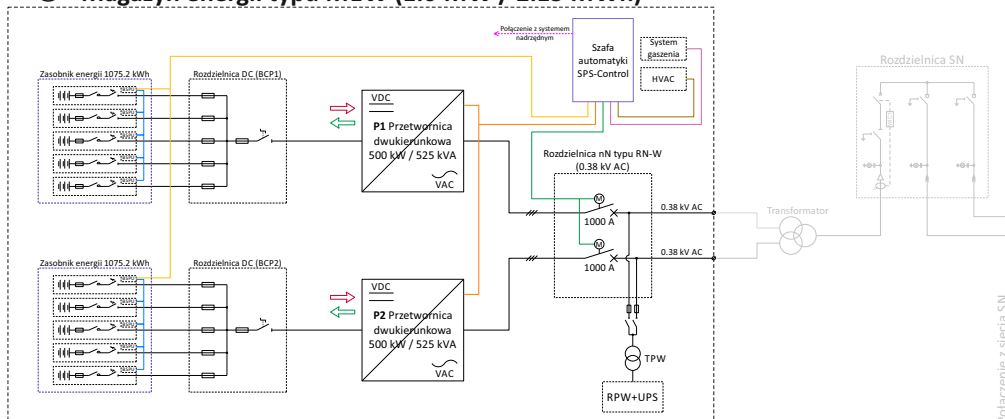 Magazyn energii typu MEW (1.0 MW / 2.15 MWh)
Połączenie z systemem
nadrzędnym
Szafa
automatyki
SPS-Control
System
gaszenia
HVAC
Rozdzielnica SN
Zasobnik energii 1075.2 kWh
Rozdzielnica DC (BCP1)
VDC
P1 Przetwornica
dwukierunkowa
500 kW / 525 kVA
VAC
Rozdzielnica nN typu RN-W
(0.38 kV AC)
M
1000 A
0.38 kV AC
Transformator
M
1000 A
0.38 kV AC
Zasobnik energii 1075.2 kWh
Rozdzielnica DC (BCP2)
VDC
P2 Przetwornica
dwukierunkowa
500 kW / 525 kVA
VAC
TPW
RPW+UPS
Połączenie z siecią SN